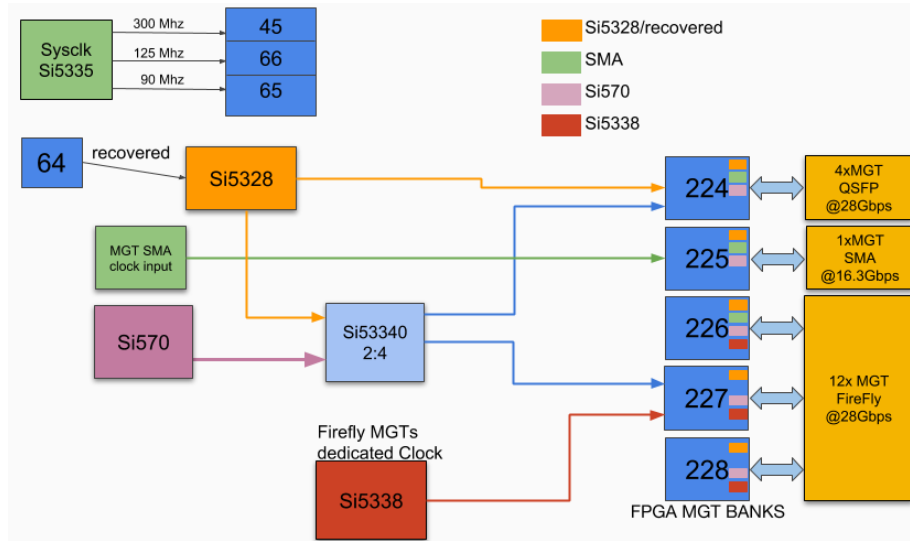 Sysclk
Si5335
300 Mhz
125 Mhz
90 Mhz
45
66
65
Si5328/recovered
SMA
Si570
Si5338
64
recovered
Si5328
224
4xMGT
QSFP
@28Gbps
MGT SMA
clock input
225
1xMGT
SMA
@16.3Gbps
Si570
Si53340
2:4
226
227
228
12x MGT
FireFly
@28Gbps
Firefly MGTs
dedicated Clock
Si5338
FPGA MGT BANKS